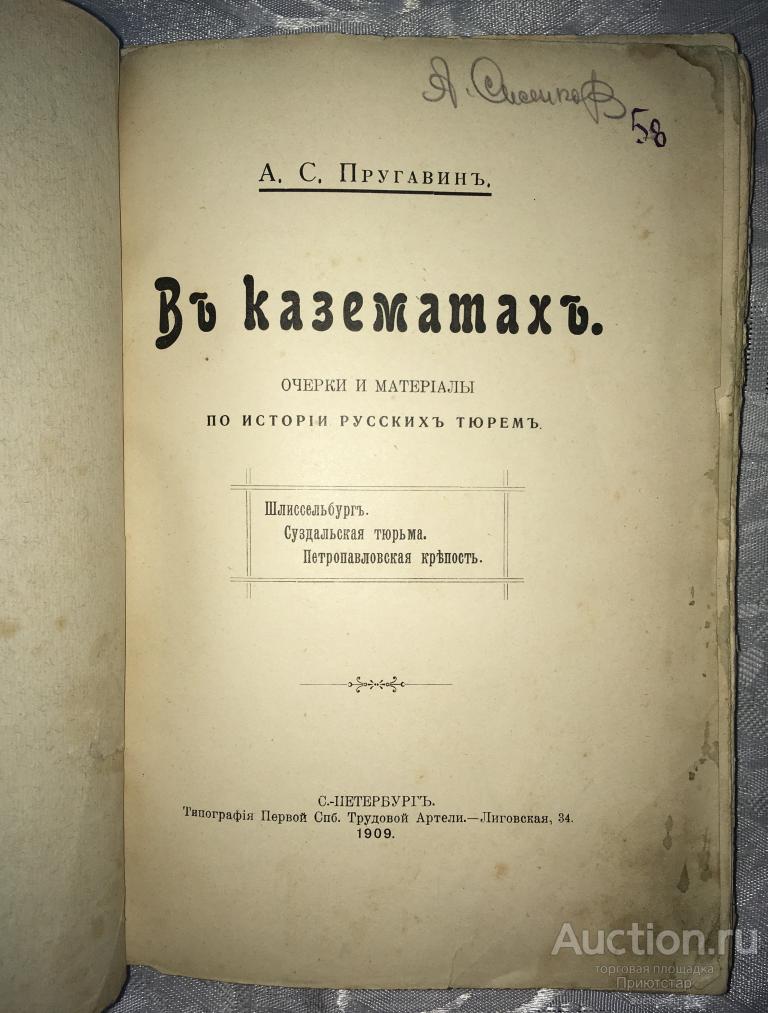 А.
58
А. С. Пругавинъ.
Въ казематахъ.
ОЧЕРКИ И МАТЕРІАЛЫ
ПО ИСТОРІИ РУССКИХЪ ТЮРЕМЪ.
Шлиссельбургъ.
Суздальская тюрьма.
Петропавловская крѣпость.
С.-ПЕТЕРБУРГЪ.
Типографія Первой Спб. Трудовой Артели.—Лиговская, 34.
1909.
Auction.ru
торговая площадка
Приютстар